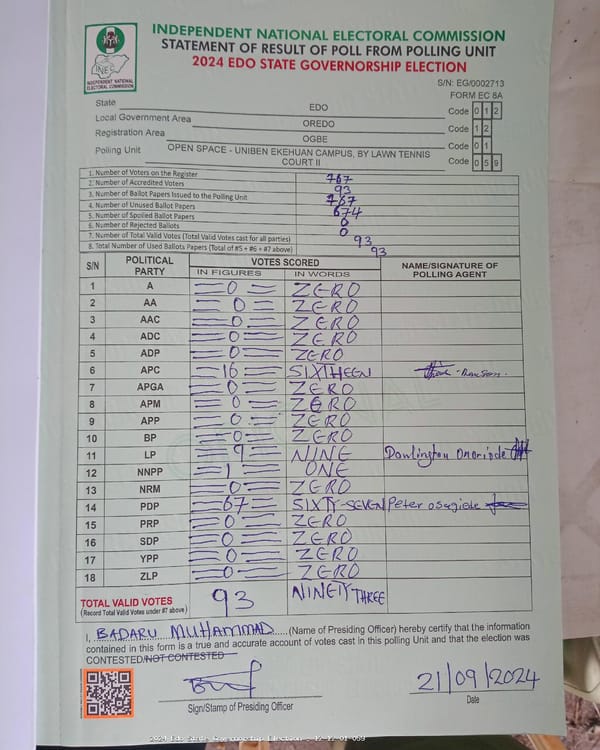 INDEPENDENT NATIONAL ELECTORAL COMMISSION
STATEMENT OF RESULT OF POLL FROM POLLING UNIT
2024 EDO STATE GOVERNORSHIP ELECTION
INEC
INDEPENDENT NATIONAL
ELECTORAL COMMISSION
S/N: EG/0002713
FORM EC 8A
State EDO Code 0 1 2
Local Government Area OREDO Code 1 2
Registration Area OGBE Code 0 1
Polling Unit OPEN SPACE - UNIBEN EKEHUAN CAMPUS, BY LAWN TENNIS COURT II Code 0 5 9
1. Number of Voters on the Register 767
2. Number of Accredited Voters 93
3. Number of Ballot Papers Issued to the Polling Unit 767
4. Number of Unused Ballot Papers 674
5. Number of Spoiled Ballot Papers 0
6. Number of Rejected Ballots 0
7. Number of Total Valid Votes (Total Valid Votes cast for all parties) 93
8. Total Number of Used Ballots Papers (Total of #5 + #6 + #7 above) 93
S/N POLITICAL PARTY VOTES SCORED NAME/SIGNATURE OF POLLING AGENT
IN FIGURES IN WORDS
1 A 0 ZERO
2 AA 0 ZERO
3 AAC 0 ZERO
4 ADC 0 ZERO
5 ADP 0 ZERO
6 APC 16 SIXTHEEN
7 APGA 0 ZERO
8 APM 0 ZERO
9 APP 0 ZERO
10 BP 0 ZERO
11 LP 9 NINE Dowlington
12 NNPP 1 ONE
13 NRM 0 ZERO
14 PDP 67 SIXTY-SEVEN Peter osagiede
15 PRP 0 ZERO
16 SDP 0 ZERO
17 YPP 0 ZERO
18 ZLP 0 ZERO
TOTAL VALID VOTES 93 NINETY THREE
(Record Total Valid Votes under #7 above)
I, BADARU MUHAMMAD (Name of Presiding Officer) hereby certify that the information
contained in this form is a true and accurate account of votes cast in this polling Unit and that the election was
CONTESTED/NOT CONTESTED
21/09/2024
Sign/Stamp of Presiding Officer Date
2024 Edo State Governorship Election - 12-12-01-059